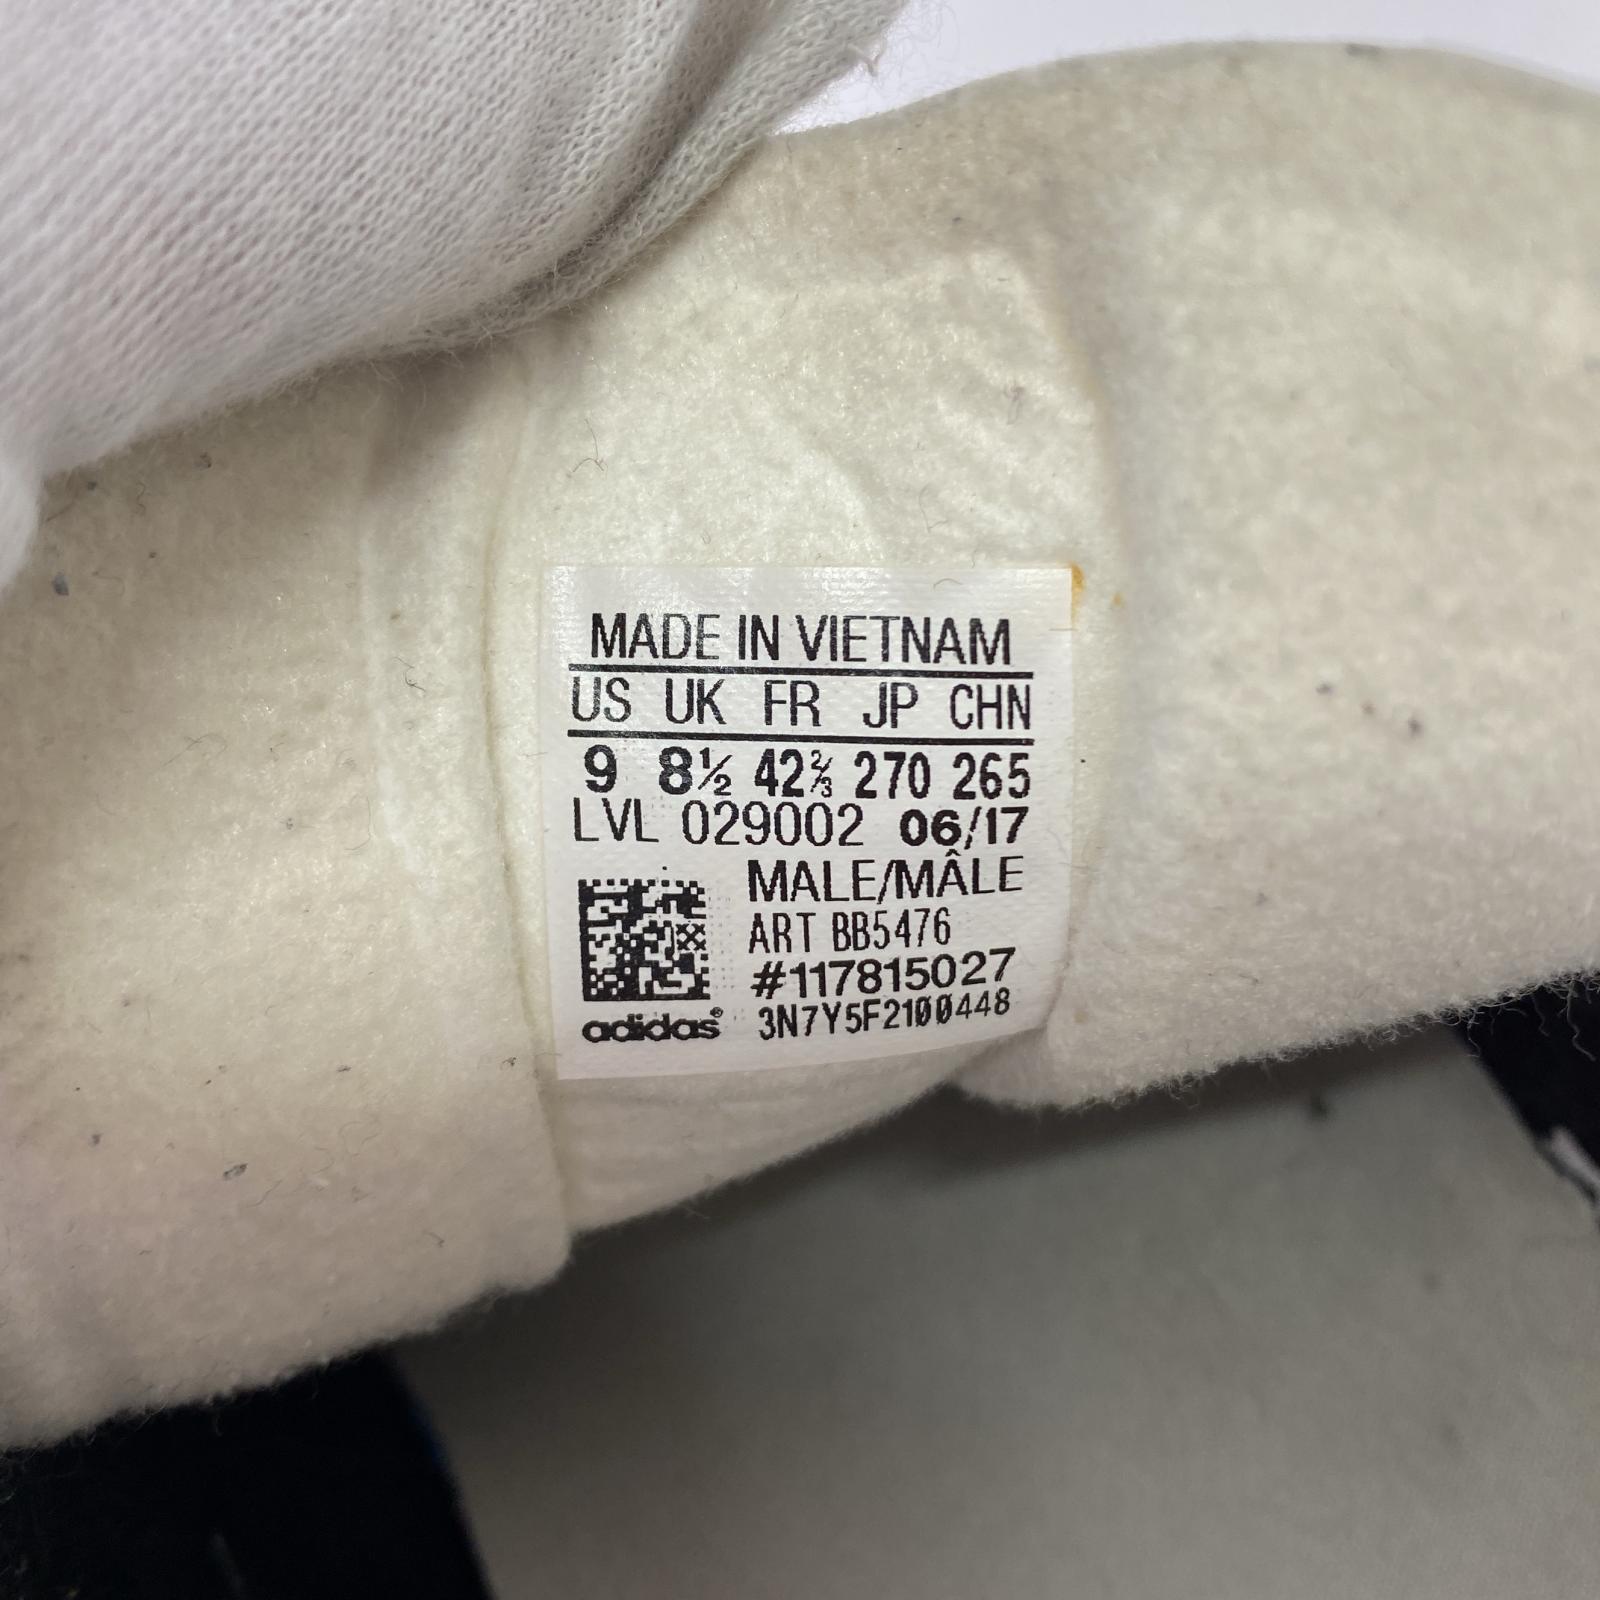 MADE IN VIETNAM
US UK FR JP CHN
9 8½ 42⅔ 270 265
LVL 029002 06/17
MALE/MÂLE
ART BB5476
#117815027
adidas® 3N7Y5F2100448